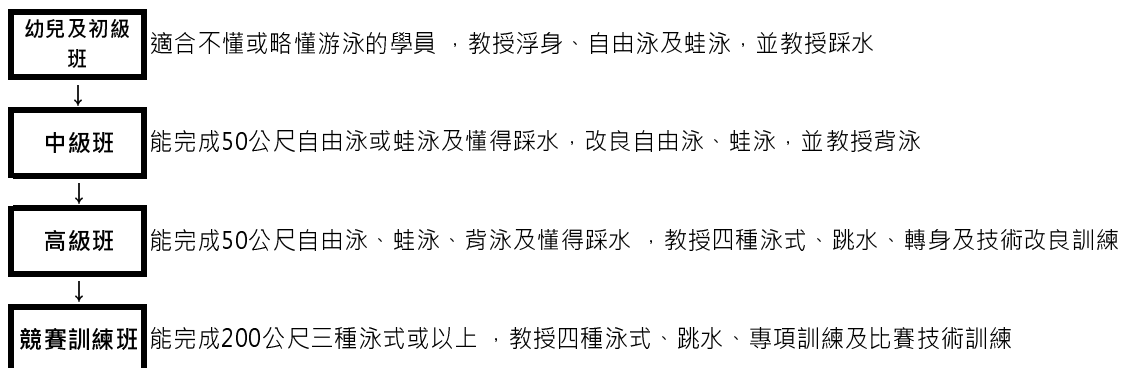 幼兒及初級
班
適合不懂或略懂游泳的學員 ，教授浮身、自由泳及蛙泳，並教授踩水
↓
中級班
能完成50公尺自由泳或蛙泳及懂得踩水，改良自由泳、蛙泳，並教授背泳
↓
高級班
能完成50公尺自由泳、蛙泳、背泳及懂得踩水 ，教授四種泳式、跳水、轉身及技術改良訓練
↓
競賽訓練班
能完成200公尺三種泳式或以上 ，教授四種泳式、跳水、專項訓練及比賽技術訓練